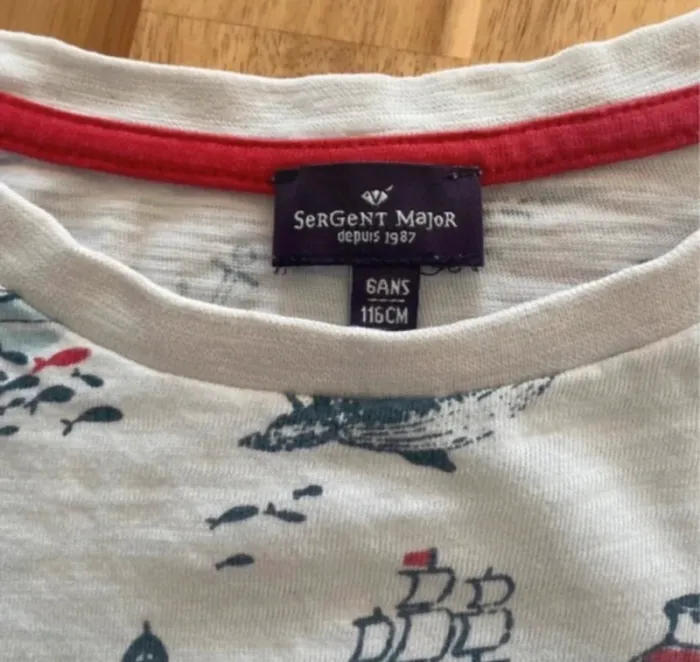 SerGeNT MaJoR
depuis 1987
6ANS
116CM